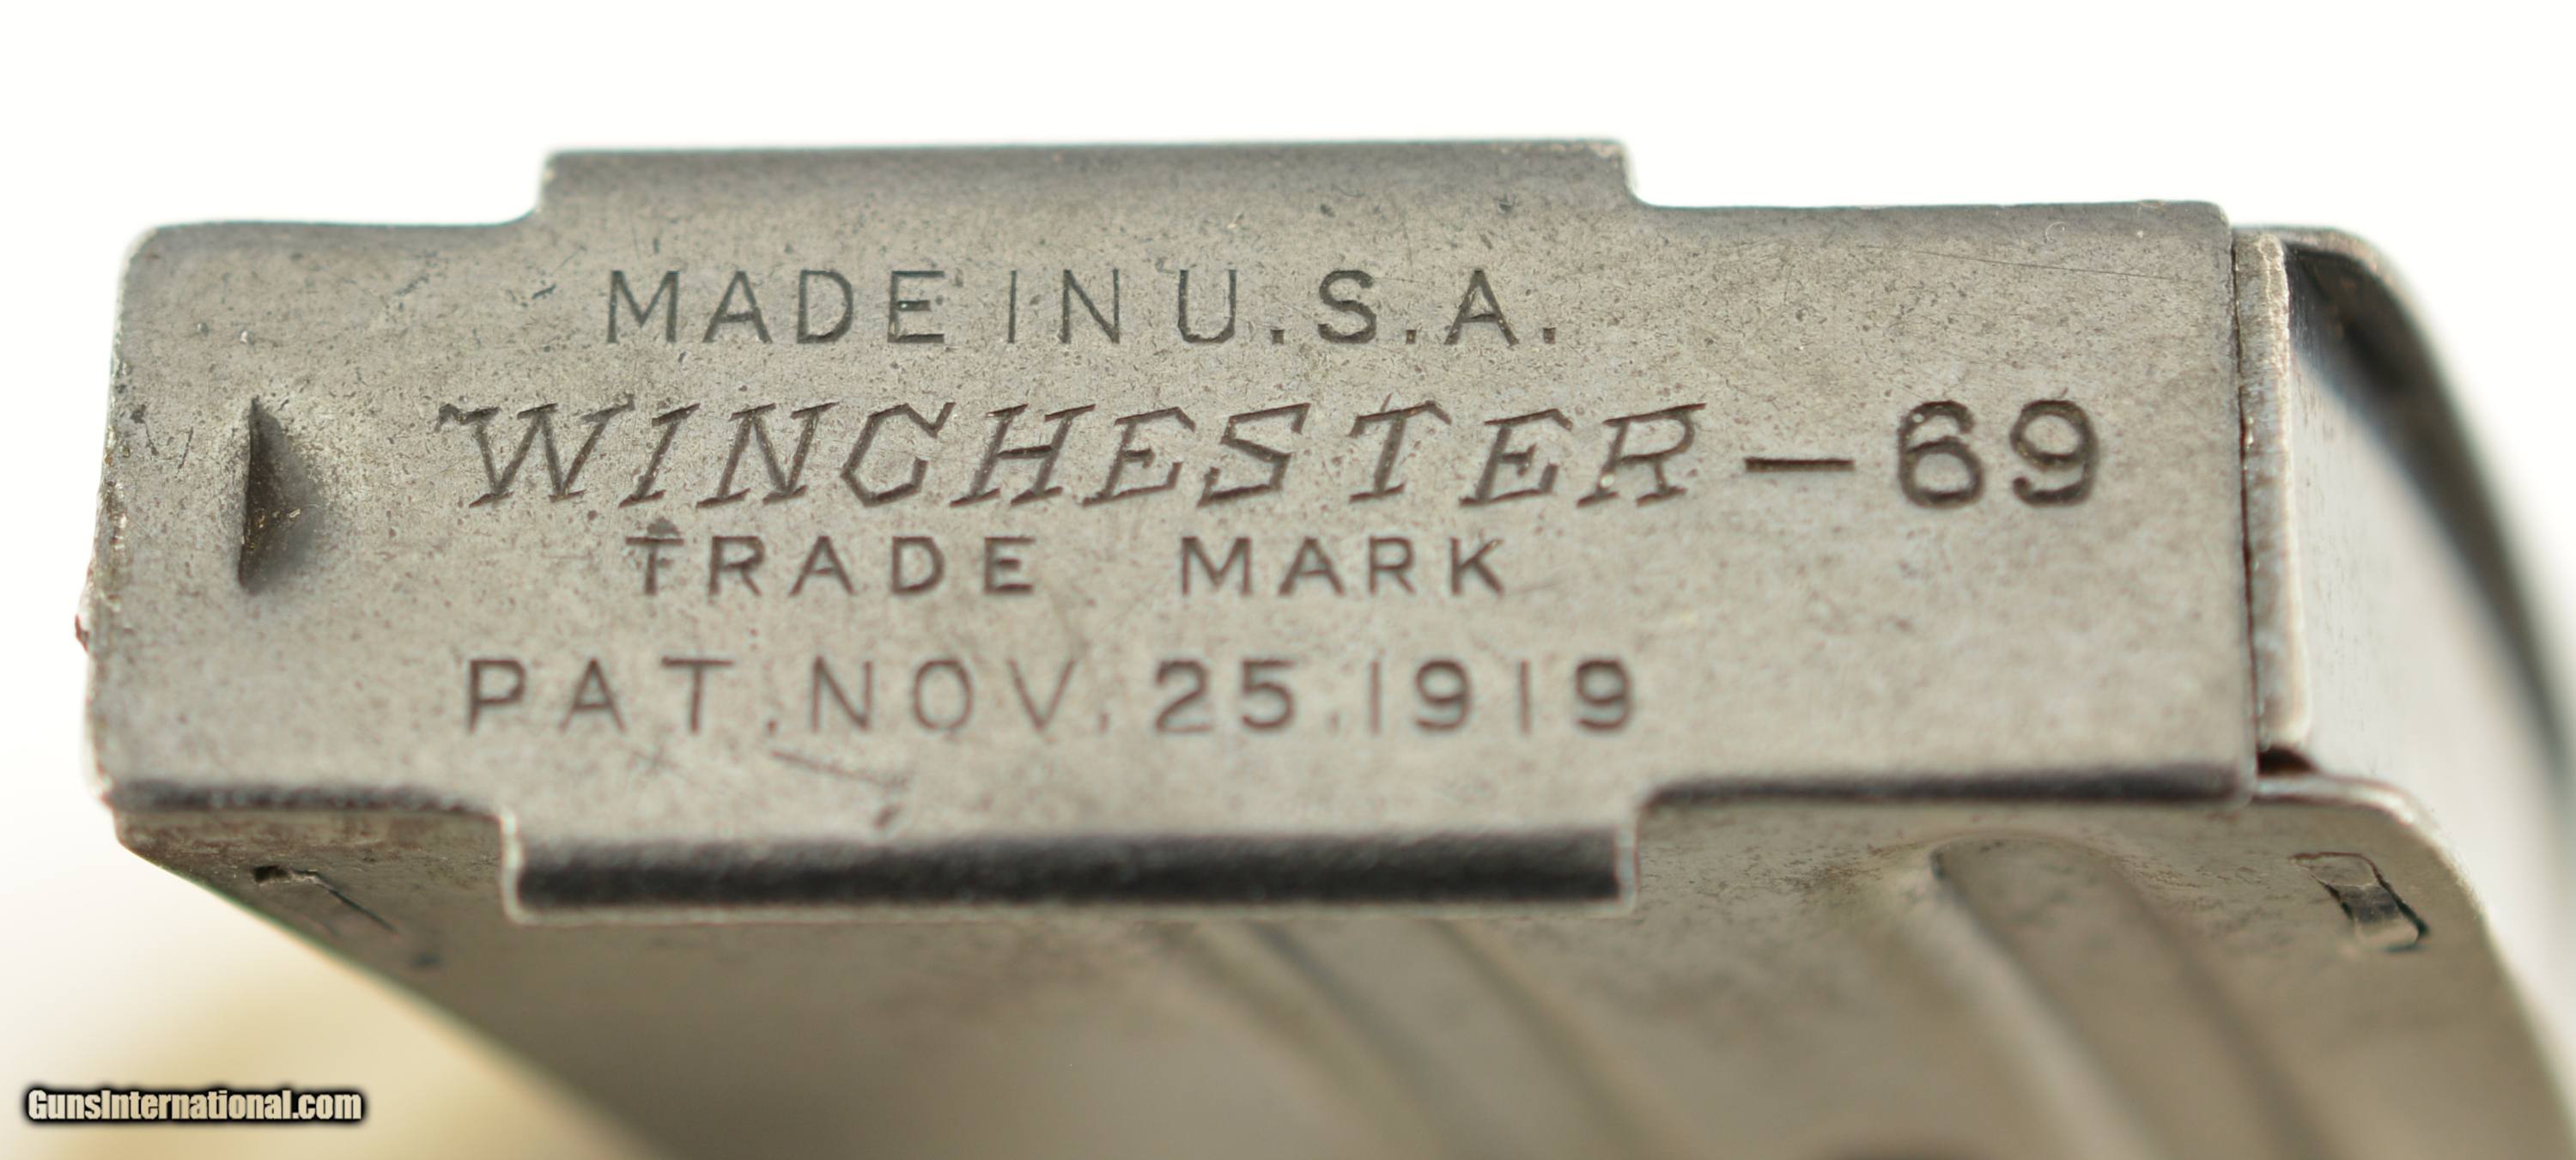 MADE IN U.S.A.
WINCHESTER - 69
TRADE MARK
PAT. NOV. 25. 1919
GunsInternational.com